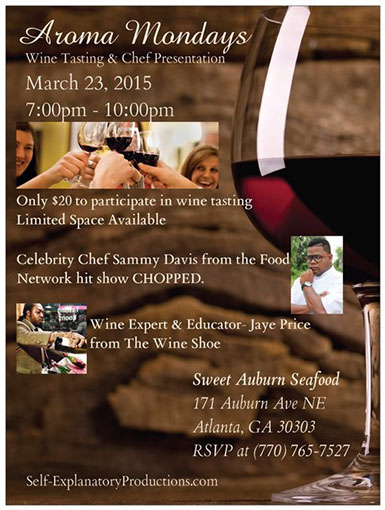 Aroma Mondays
Wine Tasting & Chef Presentation
March 23, 2015
7:00pm - 10:00pm
Only $20 to participate in wine tasting
Limited Space Available
Celebrity Chef Sammy Davis from the Food
Network hit show CHOPPED.
Wine Expert & Educator- Jaye Price
from The Wine Shoe
Sweet Auburn Seafood
171 Auburn Ave NE
Atlanta, GA 30303
RSVP at (770) 765-7527
Self-ExplanatoryProductions.com